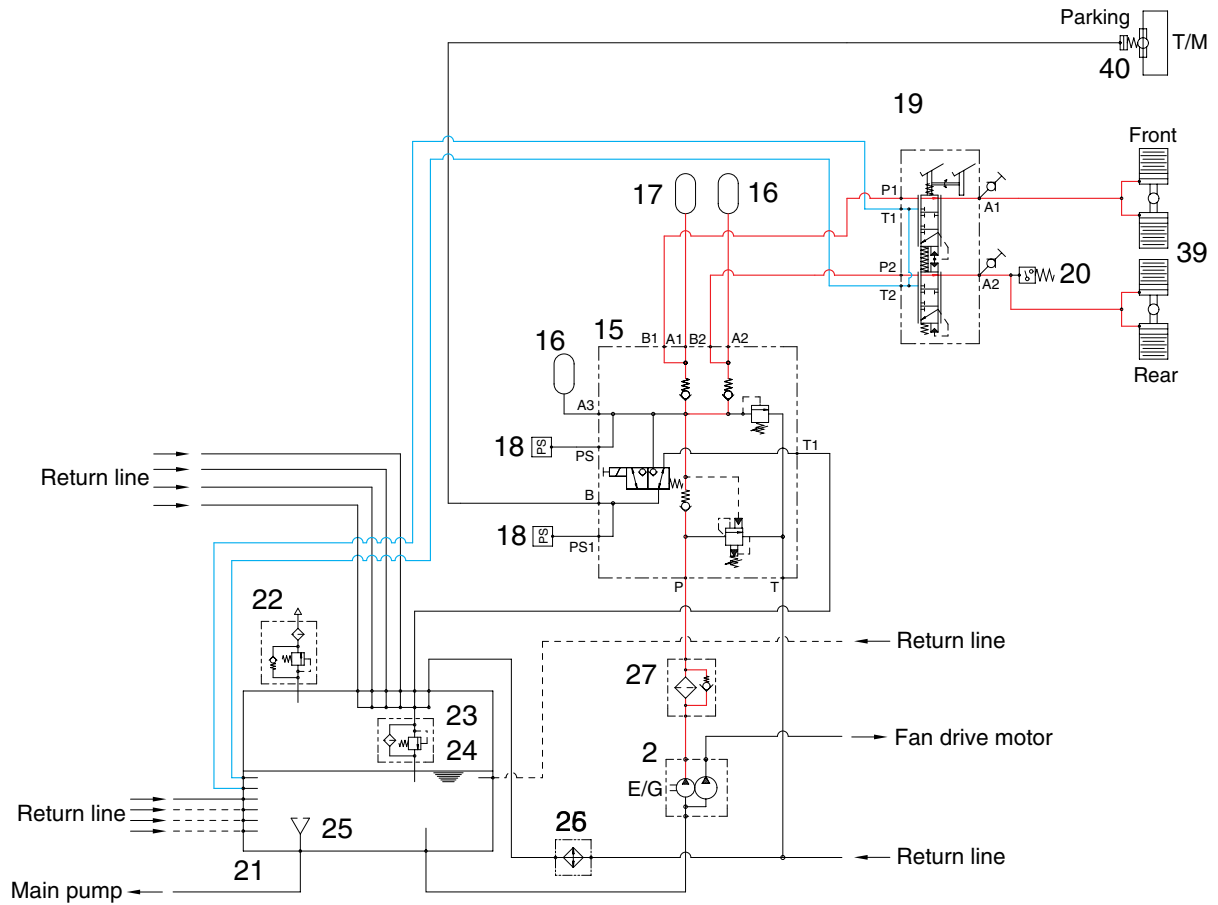 Parking
T/M
40
19
Front
17
16
P1
T1
A1
39
P2
A2
20
T2
15
B1
A1
B2
A2
16
Rear
A3
18
PS
PS
T1
Return line
B
18
PS
PS1
P
T
22
Return line
27
23
24
2
Fan drive motor
E/G
Return line
25
26
21
Return line
Main pump